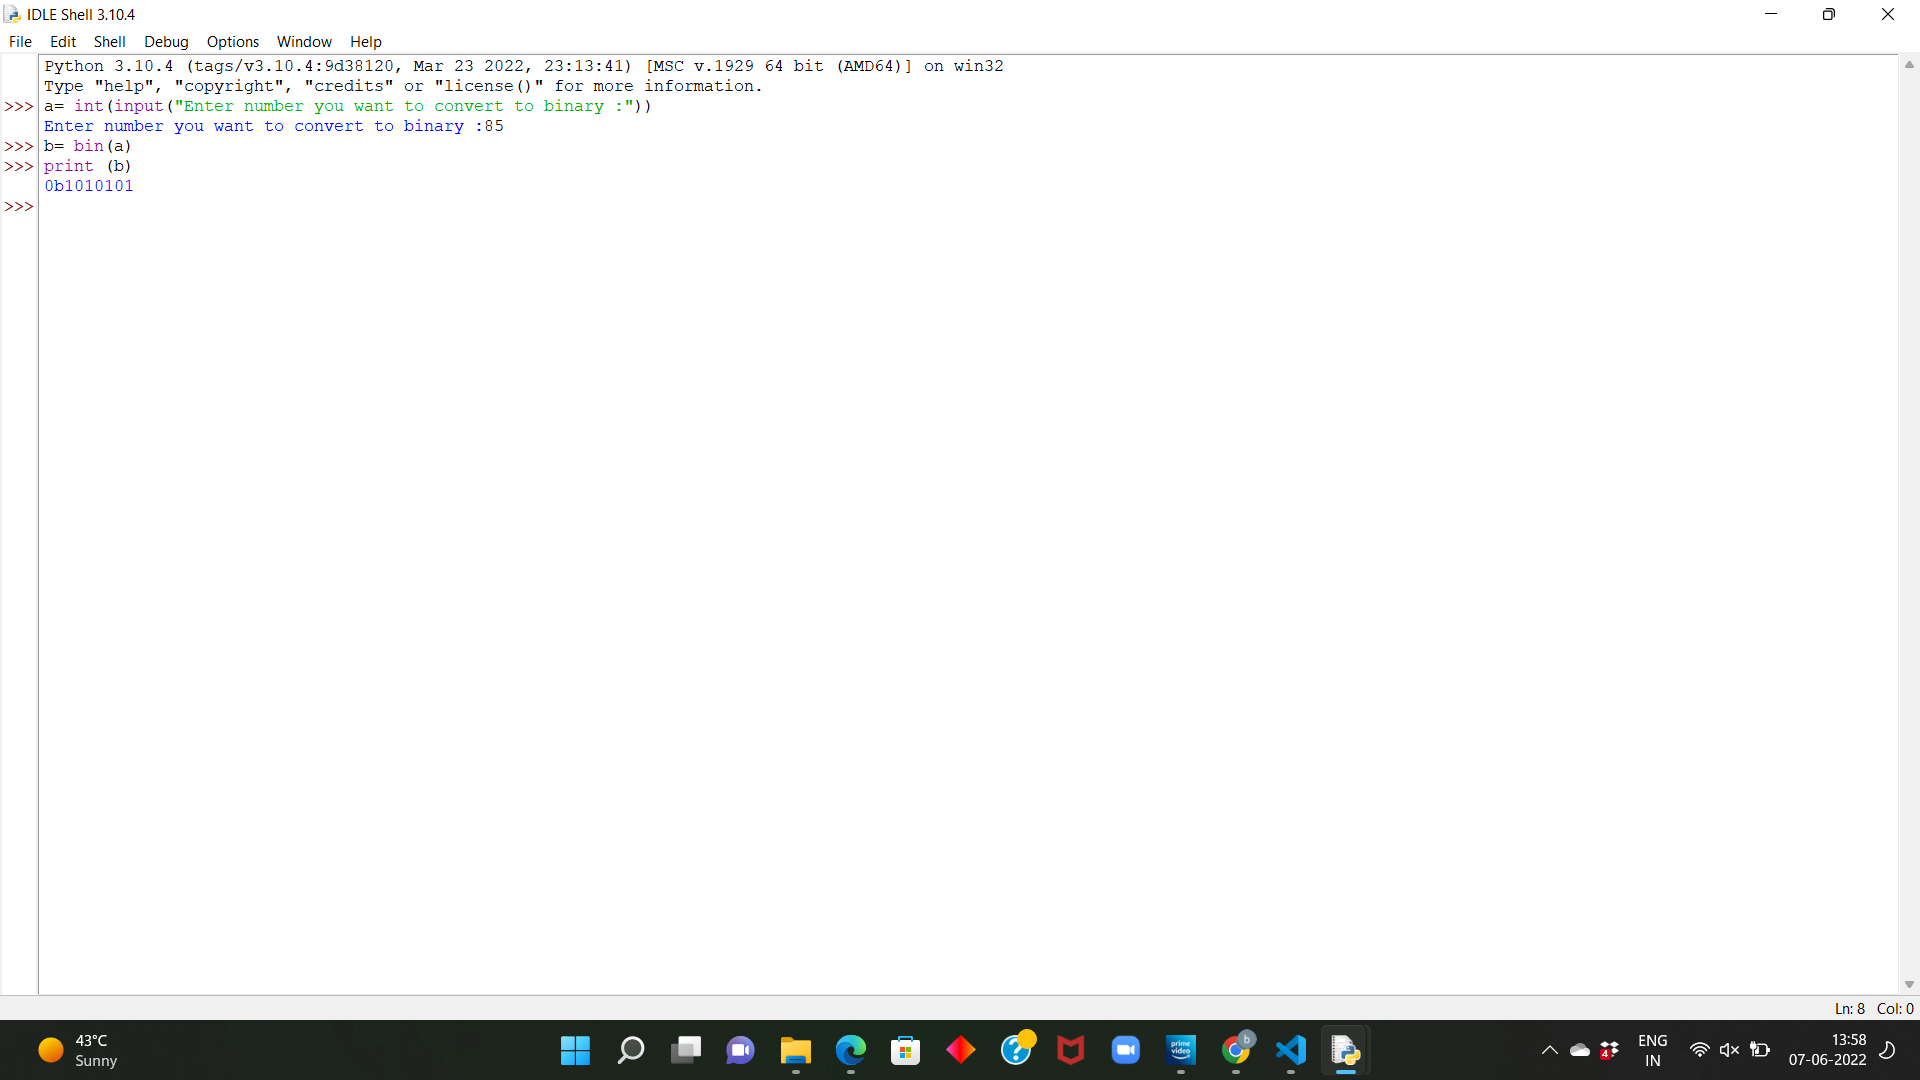 IDLE Shell 3.10.4
File Edit Shell Debug Options Window Help
Python 3.10.4 (tags/v3.10.4:9d38120, Mar 23 2022, 23:13:41) [MSC v.1929 64 bit (AMD64)] on win32
Type "help", "copyright", "credits" or "license()" for more information.
>>> a= int(input("Enter number you want to convert to binary :"))
Enter number you want to convert to binary :85
>>> b= bin(a)
>>> print (b)
0b1010101
>>>
Ln: 8 Col: 0
43°C
Sunny
prime video
b
4
ENG
IN
13:58
07-06-2022